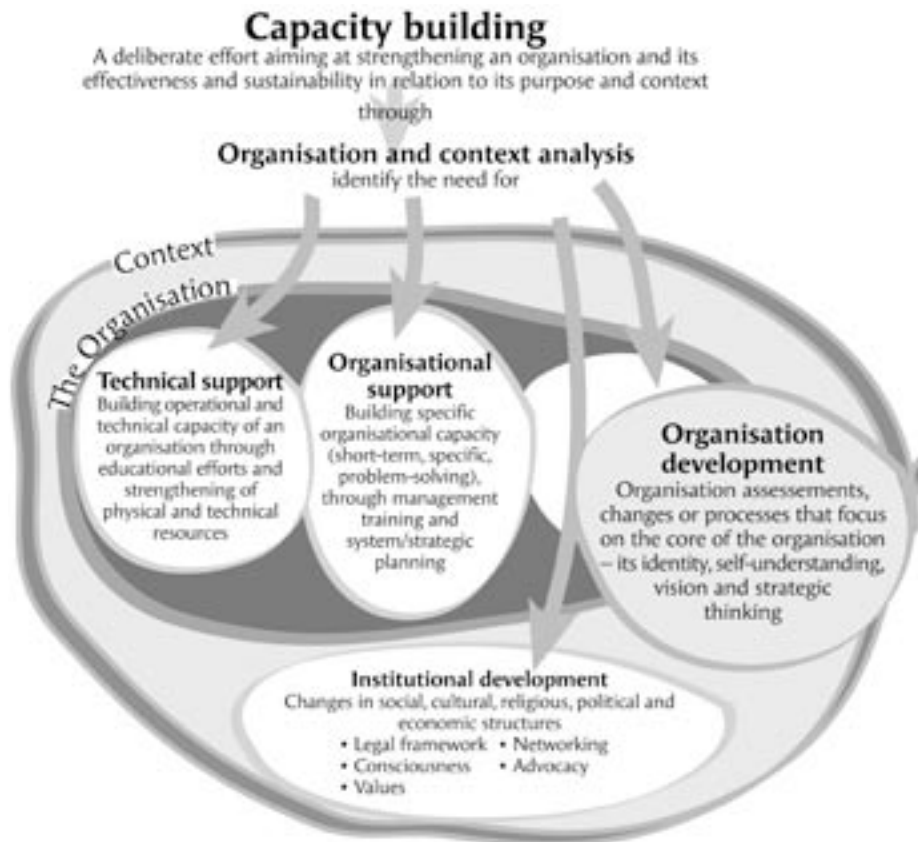 Capacity building
A deliberate effort aiming at strengthening an organisation and its
effectiveness and sustainability in relation to its purpose and context
through
Organisation and context analysis
identify the need for
Context
The Organisation
Technical support
Building operational and
technical capacity of an
organisation through
educational efforts and
strengthening of
physical and technical
resources
Organisational
support
Building specific
organisational capacity
(short-term, specific,
problem-solving),
through management
training and
system/strategic
planning
Organisation
development
Organisation assessements,
changes or processes that focus
on the core of the organisation
– its identity, self-understanding,
vision and strategic
thinking
Institutional development
Changes in social, cultural, religious, political and
economic structures
• Legal framework • Networking
• Consciousness • Advocacy
• Values